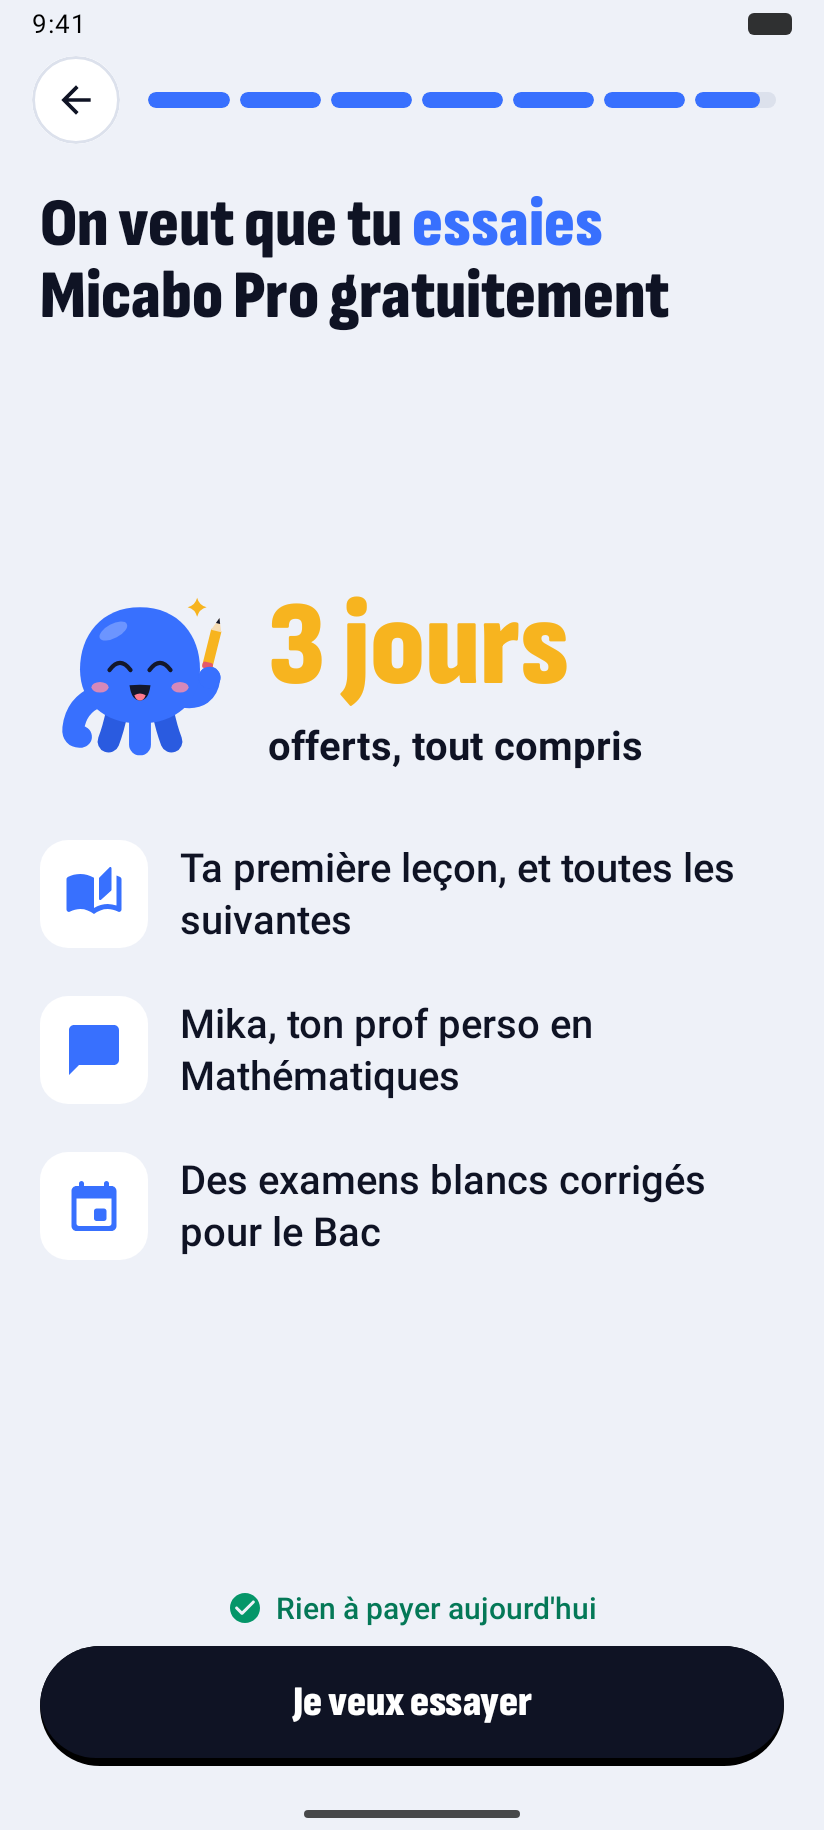 9:41
On veut que tu essaies
Micabo Pro gratuitement
3 jours
offerts, tout compris
Ta première leçon, et toutes les
suivantes
Mika, ton prof perso en
Mathématiques
Des examens blancs corrigés
pour le Bac
Rien à payer aujourd'hui
Je veux essayer